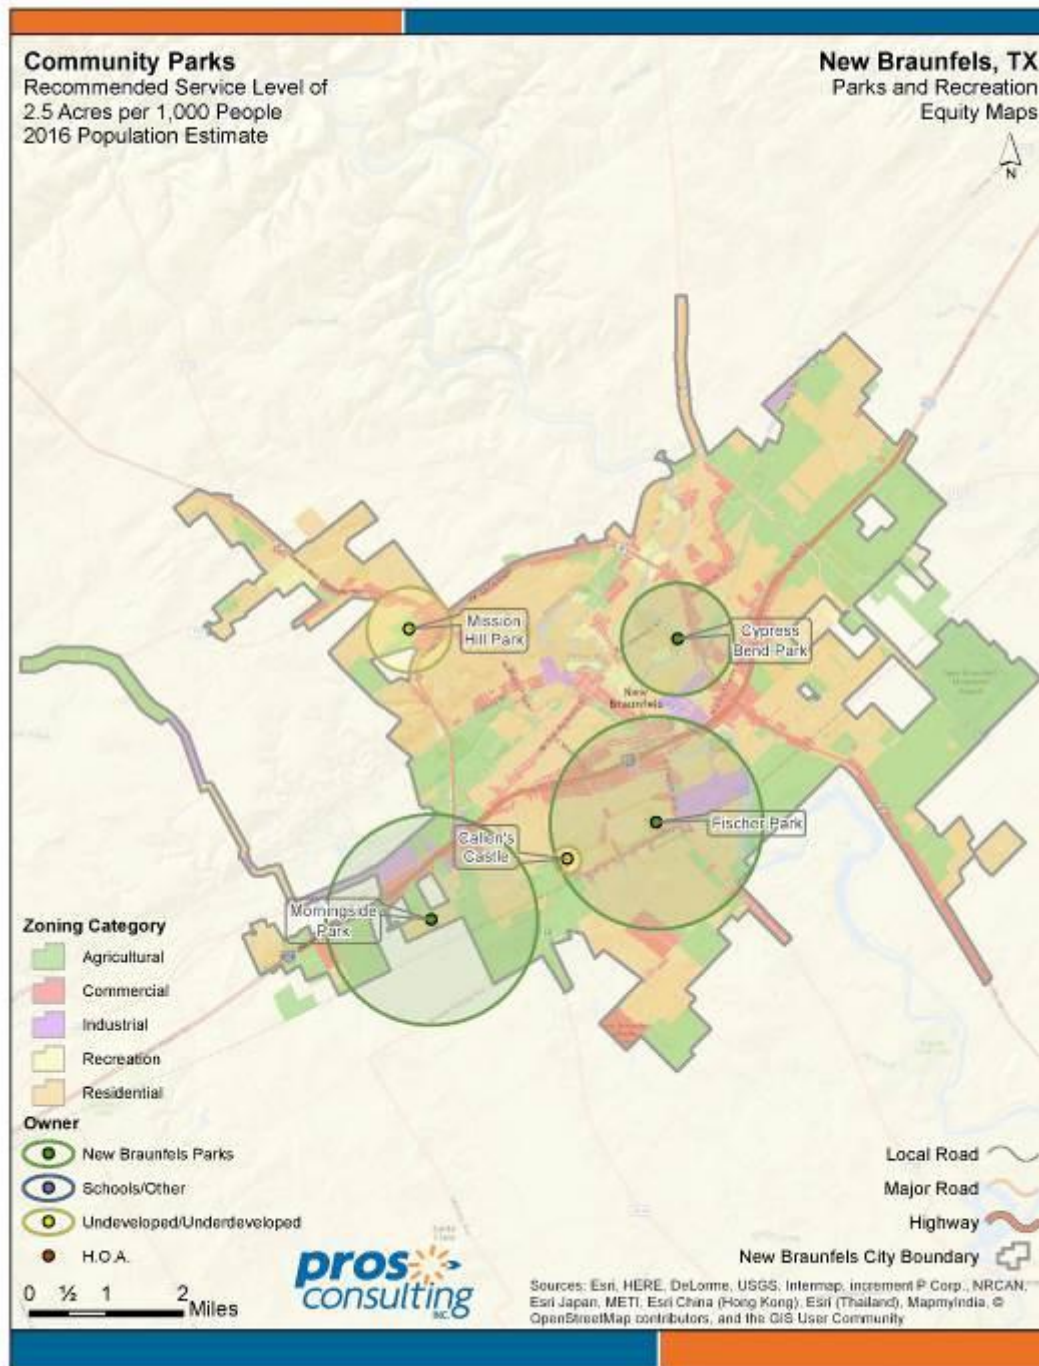 Community Parks
Recommended Service Level of
2.5 Acres per 1,000 People
2016 Population Estimate
New Braunfels, TX
Parks and Recreation
Equity Maps
N
Mission
Hill Park
Cypress
Bend Park
New
Braunfels
Fischer Park
Callen's
Castle
Morningside
Park
Zoning Category
Agricultural
Commercial
Industrial
Recreation
Residential
Owner
New Braunfels Parks
Schools/Other
Undeveloped/Underdeveloped
H.O.A.
0 ½ 1 2 Miles
pros
consulting
INC.
Local Road
Major Road
Highway
New Braunfels City Boundary
Sources: Esri, HERE, DeLorme, USGS, Intermap, increment P Corp., NRCAN,
Esri Japan, METI, Esri China (Hong Kong), Esri (Thailand), MapmyIndia, ©
OpenStreetMap contributors, and the GIS User Community